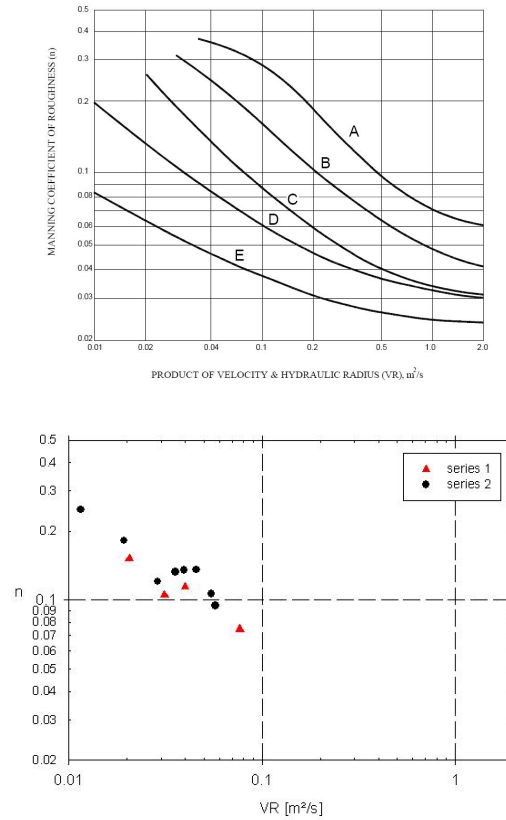 0.5
0.4
0.3
0.2
0.1
0.08
0.06
0.05
0.04
0.03
0.02
MANNING COEFFICIENT OF ROUGHNESS (n)
A
B
C
D
E
0.01 0.02 0.04 0.1 0.2 0.5 1.0 2.0
PRODUCT OF VELOCITY & HYDRAULIC RADIUS (VR), m²/s
0.5
0.3
0.2
n
0.1
0.09
0.08
0.07
0.06
0.05
0.03
0.02
series 1
series 2
0.01 0.1 1
VR [m²/s]